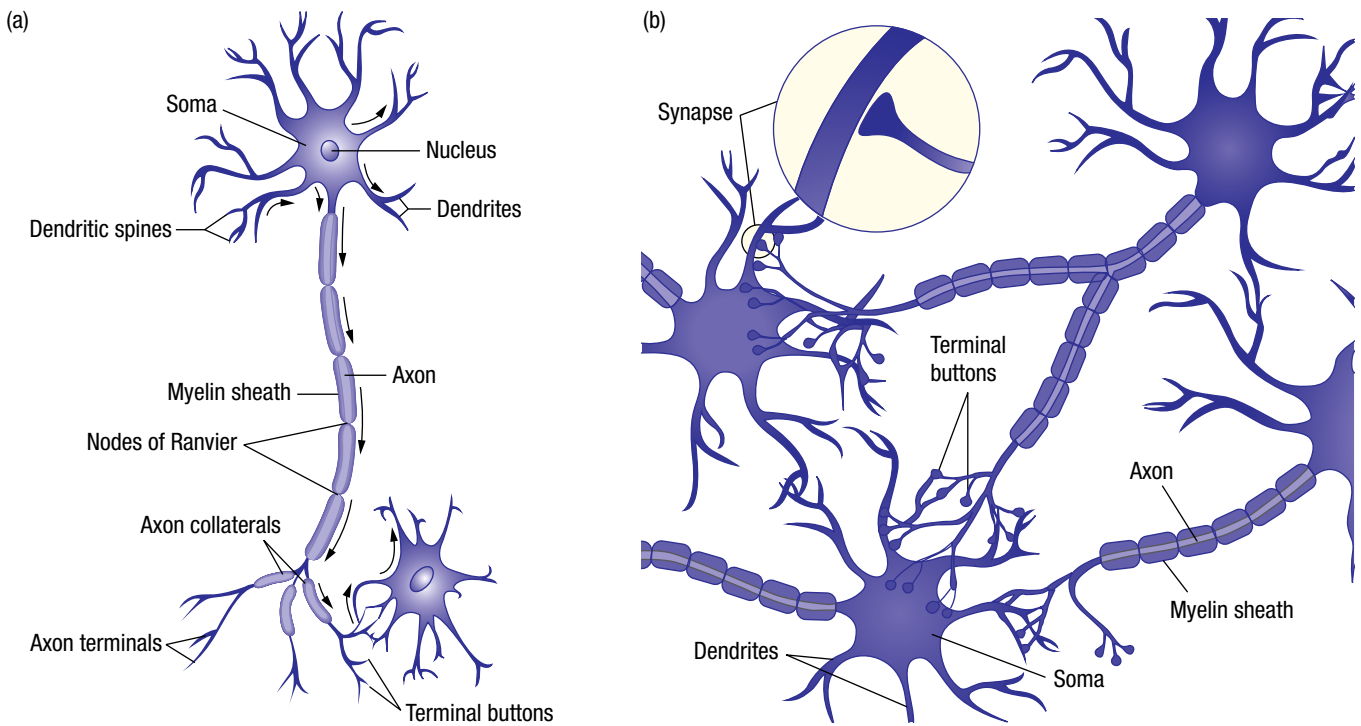 (a)
Soma
Nucleus
Dendrites
Dendritic spines
Axon
Myelin sheath
Nodes of Ranvier
Axon collaterals
Axon terminals
Terminal buttons
(b)
Synapse
Terminal
buttons
Axon
Myelin sheath
Dendrites
Soma